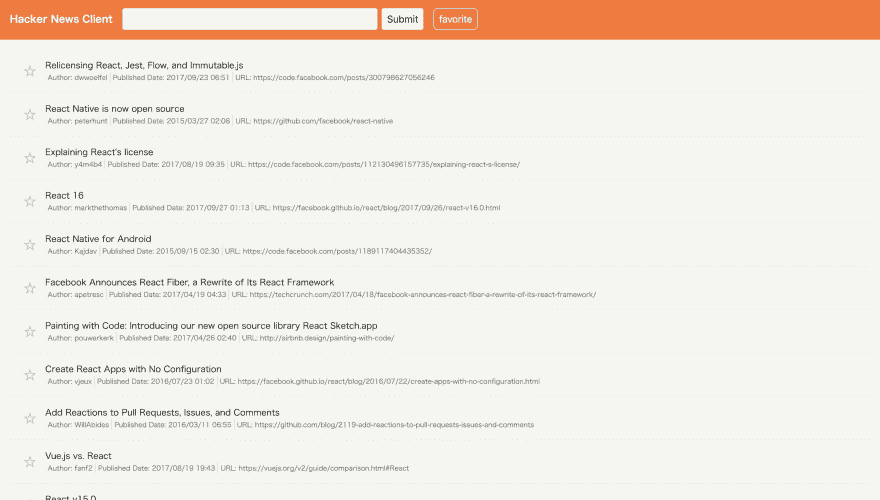 Hacker News Client
Submit
favorite
Relicensing React, Jest, Flow, and Immutable.js
Author: dwwoelfel | Published Date: 2017/09/23 06:51 | URL: https://code.facebook.com/posts/300798627056246
React Native is now open source
Author: peterhunt | Published Date: 2015/03/27 02:08 | URL: https://github.com/facebook/react-native
Explaining React's license
Author: y4m4b4 | Published Date: 2017/08/19 09:35 | URL: https://code.facebook.com/posts/112130496157735/explaining-react-s-license/
React 16
Author: markthethomas | Published Date: 2017/09/27 01:13 | URL: https://facebook.github.io/react/blog/2017/09/26/react-v16.0.html
React Native for Android
Author: Kajdav | Published Date: 2015/09/15 02:30 | URL: https://code.facebook.com/posts/1189117404435352/
Facebook Announces React Fiber, a Rewrite of Its React Framework
Author: apetresc | Published Date: 2017/04/19 04:33 | URL: https://techcrunch.com/2017/04/18/facebook-announces-react-fiber-a-rewrite-of-its-react-framework/
Painting with Code: Introducing our new open source library React Sketch.app
Author: pouwerkerk | Published Date: 2017/04/26 02:40 | URL: http://airbnb.design/painting-with-code/
Create React Apps with No Configuration
Author: vjeux | Published Date: 2016/07/23 01:02 | URL: https://facebook.github.io/react/blog/2016/07/22/create-apps-with-no-configuration.html
Add Reactions to Pull Requests, Issues, and Comments
Author: WillAbides | Published Date: 2016/03/11 06:55 | URL: https://github.com/blog/2119-add-reactions-to-pull-requests-issues-and-comments
Vue.js vs. React
Author: fanf2 | Published Date: 2017/08/19 19:43 | URL: https://vuejs.org/v2/guide/comparison.html#React
React v15.0